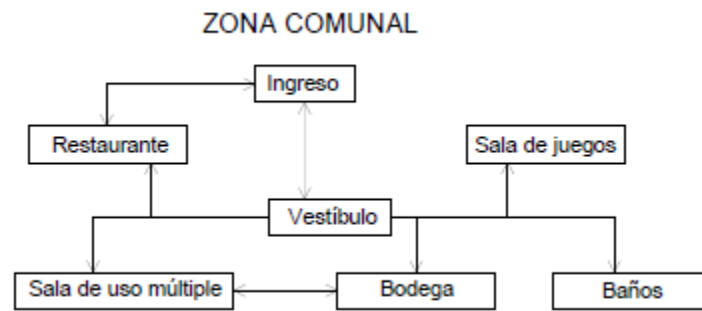 ZONA COMUNAL
Ingreso
Restaurante
Sala de juegos
Vestíbulo
Sala de uso múltiple
Bodega
Baños